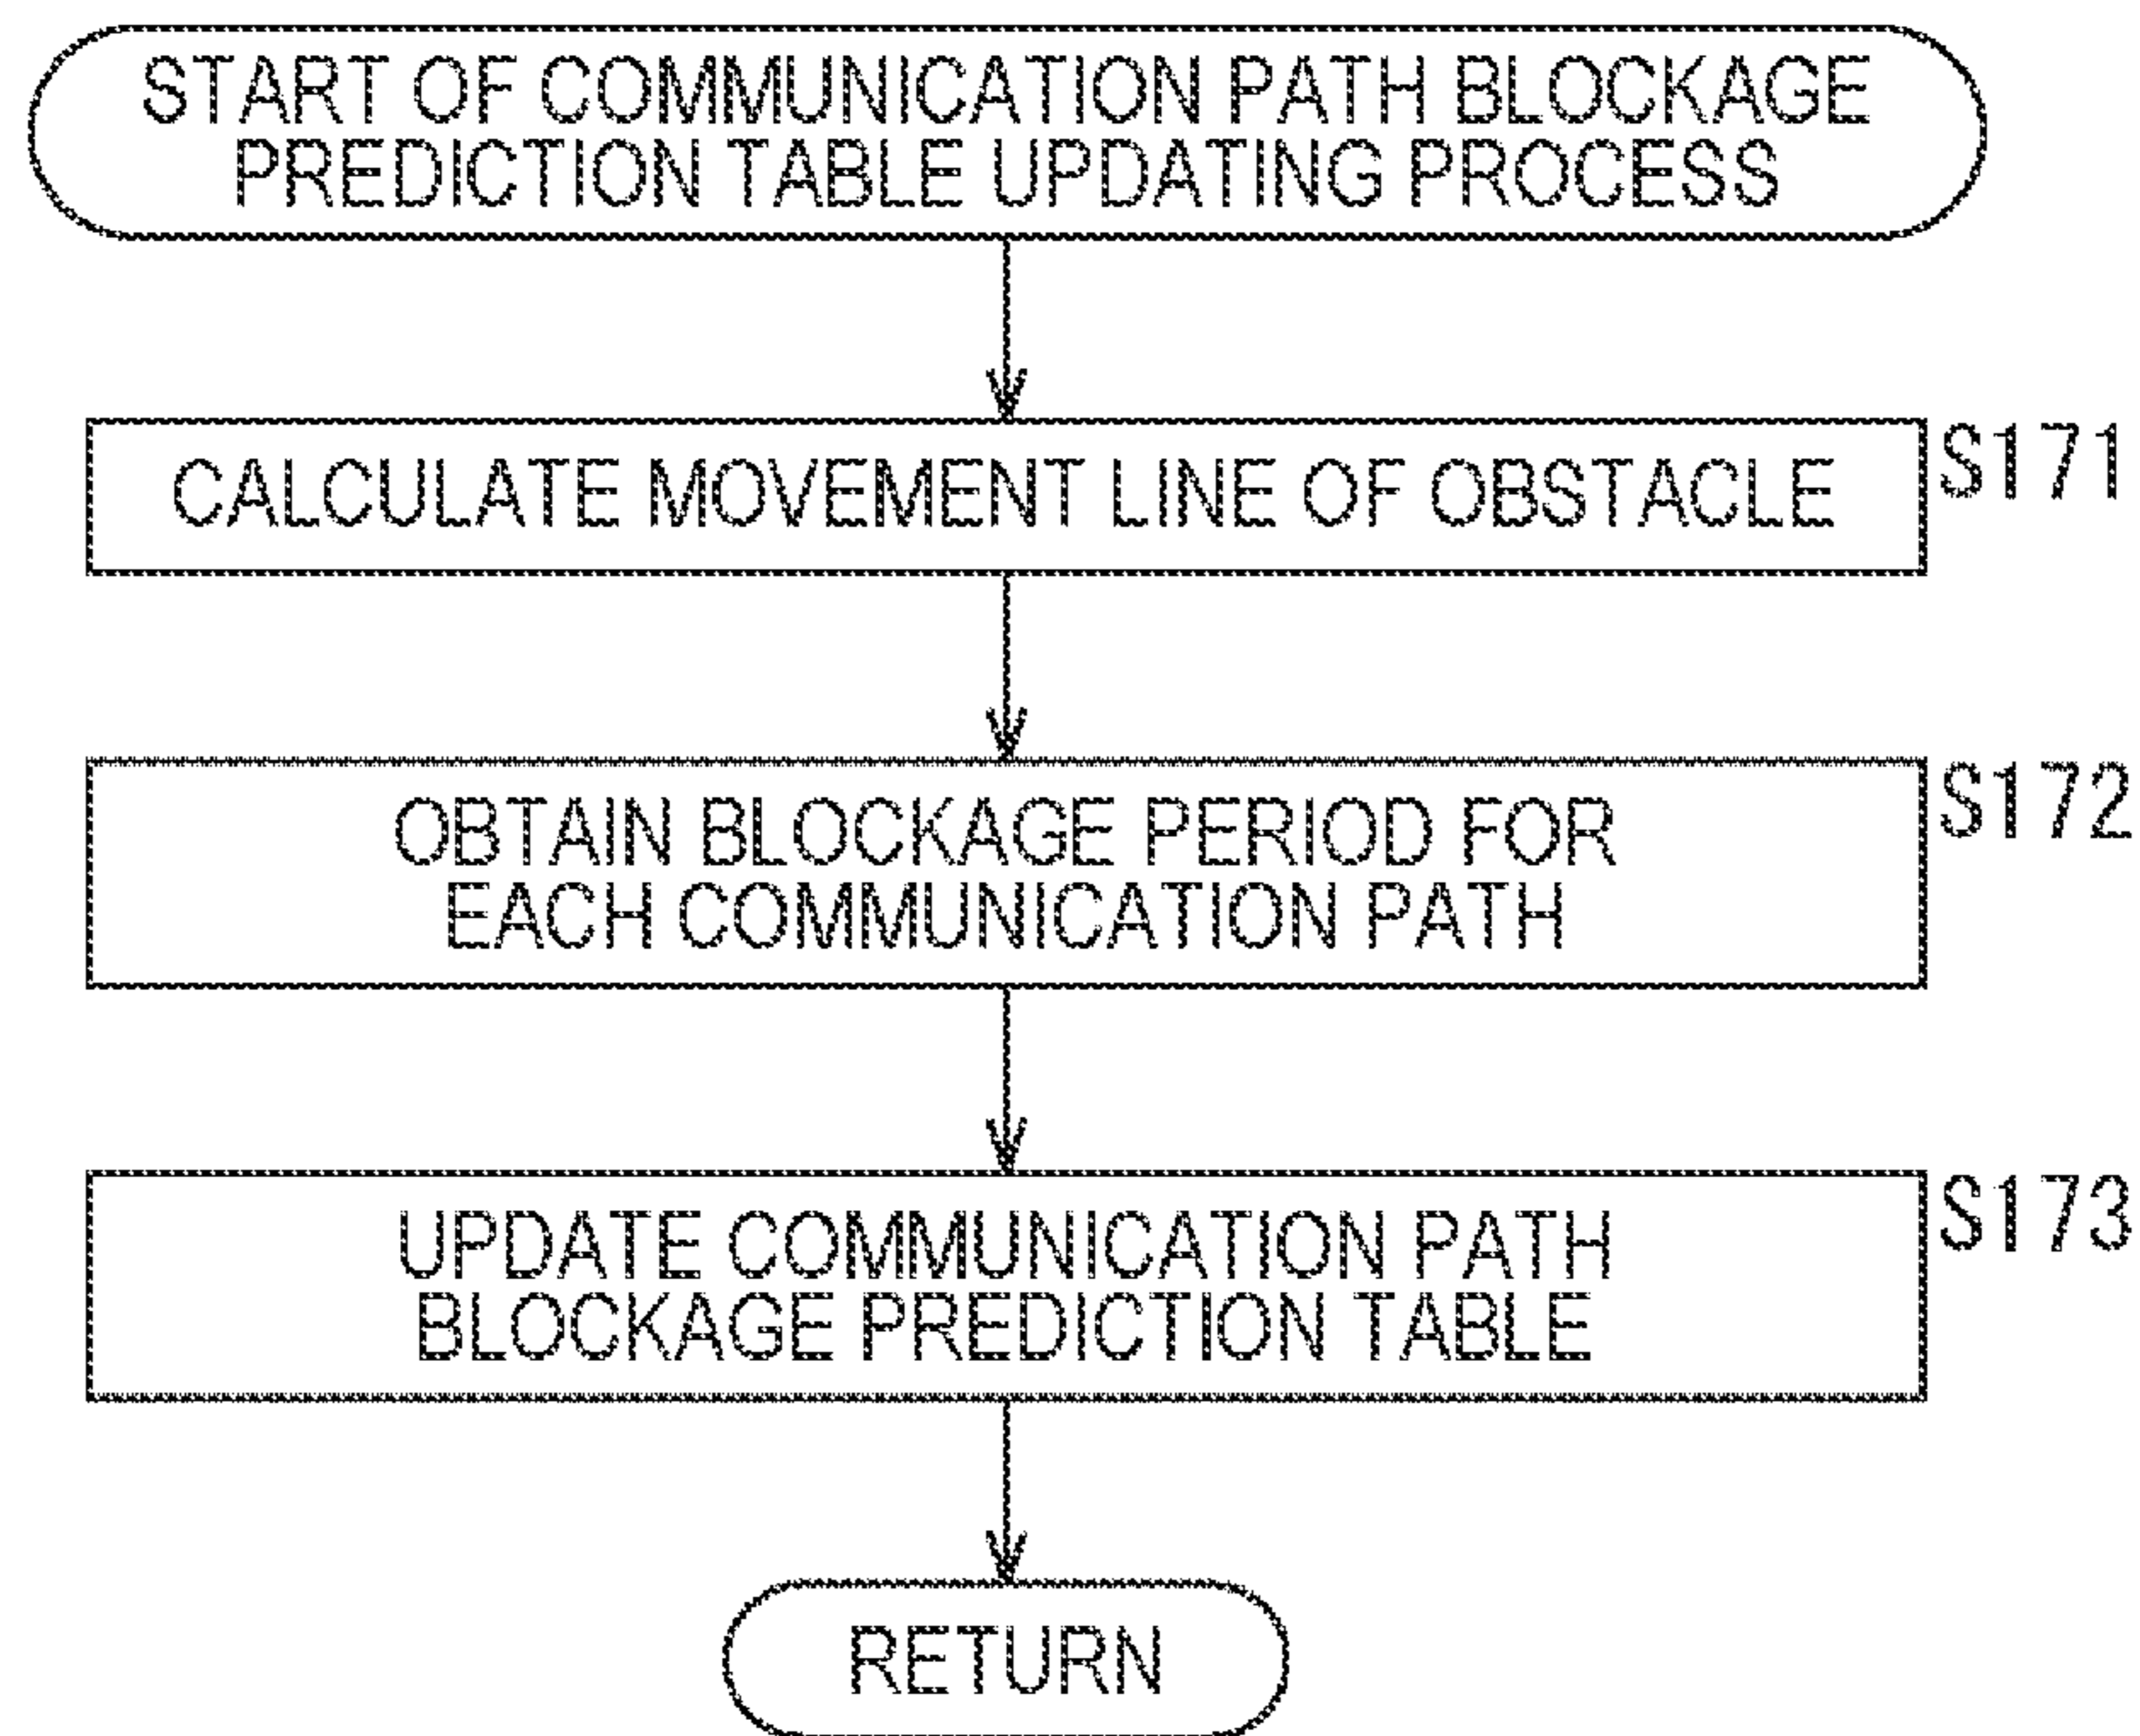 START OF COMMUNICATION PATH BLOCKAGE
PREDICTION TABLE UPDATING PROCESS
CALCULATE MOVEMENT LINE OF OBSTACLE
S171
OBTAIN BLOCKAGE PERIOD FOR
EACH COMMUNICATION PATH
S172
UPDATE COMMUNICATION PATH
BLOCKAGE PREDICTION TABLE
S173
RETURN